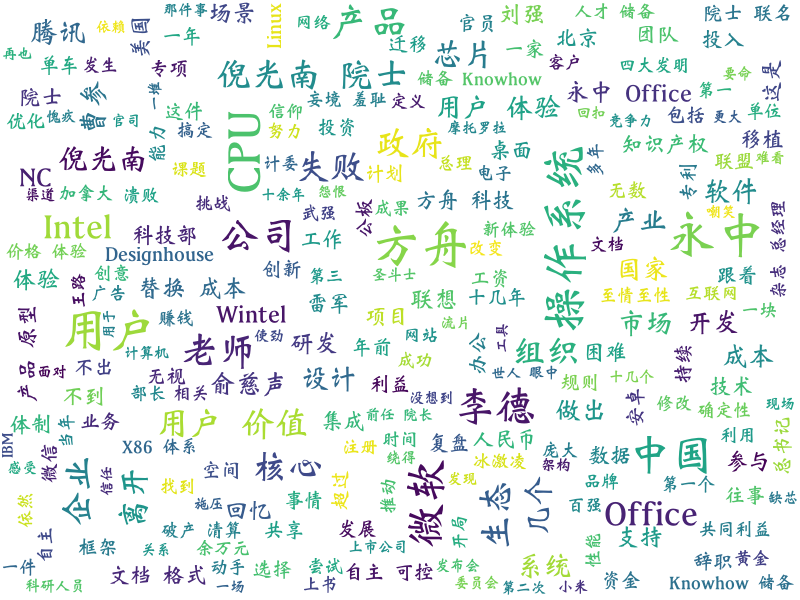 那件事 场景 Linux 产品 官员 刘强 人才 储备 院士 联名
腾讯 依赖 美国 一年 网络 迁移 一家 北京 团队 投入
再也 单车 发生 专项 芯片 客户 四大发明 要命 这是
倪光南 院士 储备 Knowhow 永中 Office 第一
院士 曹参 这件 信仰 妄境 羞耻 定义 用户 体验 回扣 包括 更大 单位
优化 愧疚 官司 一堆 能力 搞定 努力 投资 摩托罗拉 竞争力 移植
CPU 政府 桌面 知识产权
倪光南 课题 计委 失败 计划 总理 电子 多年 联盟 难看
NC 渠道 加拿大 溃败 十余年 怨恨 操作系统 无数 专利 软件
挑战 武强 成果 方舟 科技 嘲笑 总经理
Intel 科技部 公司 工作 公板 方舟 新体验 改变 产业 文档 永中 杂志
价格 体验 Designhouse
体验 创意 创新 第三 圣斗士 工资 国家 跟着
王路 广告 替换 成本 雷军 联想 十几年 至情至性 互联网 一块
原型 用于 用户 赚钱 Wintel 项目 流片 市场 开发
计算机 老师 使劲 研发 年前 网站 办公 工具 组织 困难 成本
产品 面对 不出 无视 成功 世人 眼中 规则 十几个 持续 技术
不到 部长 相关 俞慈声 设计 利益 没想到 李德 做出 安卓 修改 确定性 现场
体制 当年 业务 用户 价值 集成 前任 院长 利用 总书记
IBM X86 体系 注册 时间 复盘 人民币 庞大 数据 中国 参与
感受 微信 信任 空间 核心 绕得 冰激凌 架构
企业 离开 找到 超过 微软 发现 生态 几个 品牌 第一个 往事 缺芯
依然 施压 回忆 事情 推动 百强 Office 共同利益
自主 破产 清算 共享 发展 开局 性能 支持
框架 关系 余万元 上市公司 系统 辞职 黄金
一件 文档 格式 动手 选择 尝试 自主 可控 发布会 资金
科研人员 一场 上书 委员会 第二次 小米 Knowhow 储备